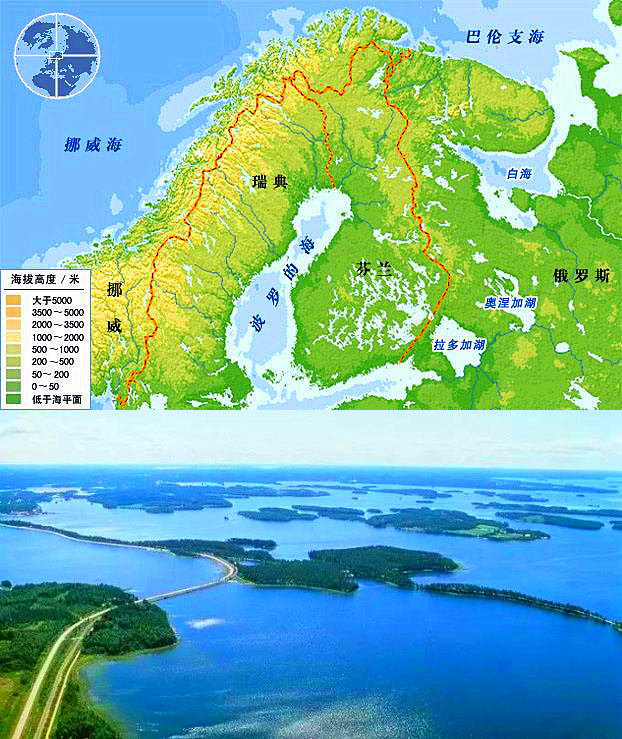 巴伦支海
挪威海
白海
瑞典
波罗的海
芬兰
俄罗斯
奥涅加湖
拉多加湖
挪威
海拔高度 / 米
大于5000
3500～5000
2000～3500
1000～2000
500～1000
200～500
50～200
0～50
低于海平面